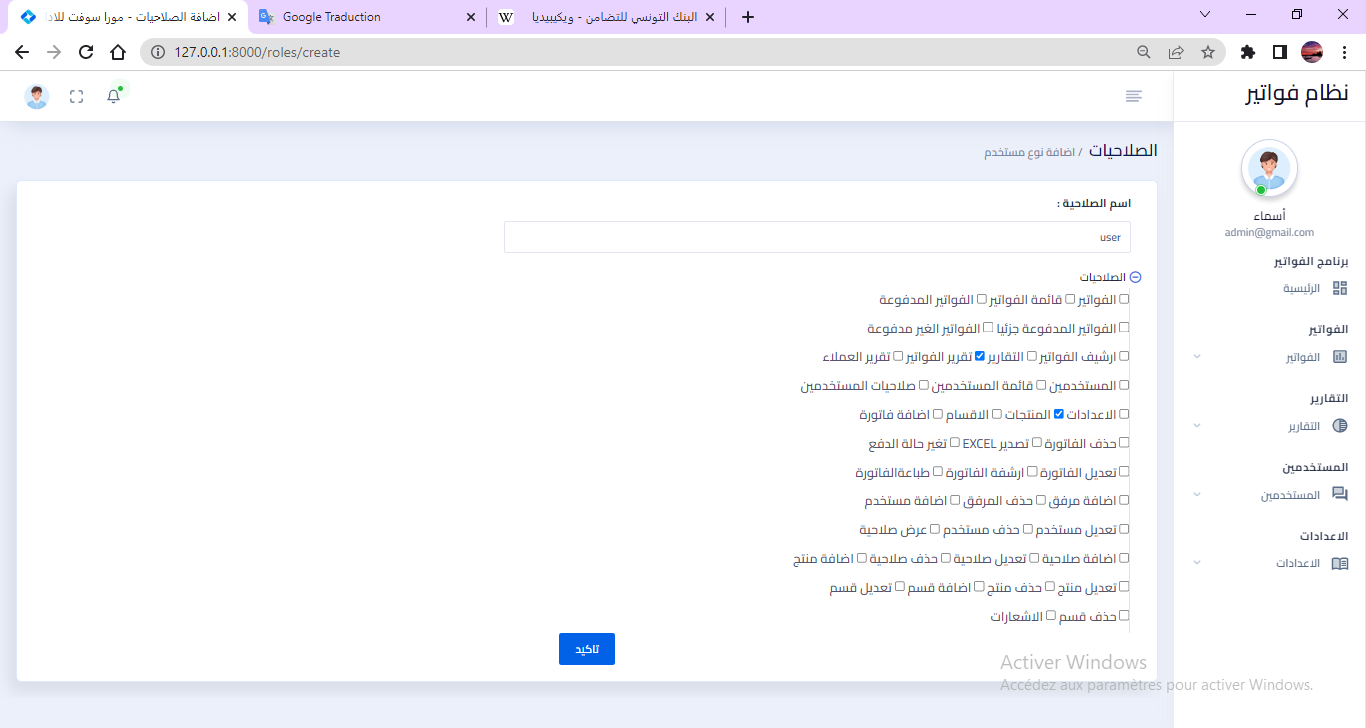 اضافة الصلاحيات - مورا سوفت للادا
Google Traduction
البنك التونسي للتضامن - ويكيبيديا
127.0.0.1:8000/roles/create
نظام فواتير
أسماء
admin@gmail.com
برنامج الفواتير
الرئيسية
الفواتير
الفواتير
التقارير
التقارير
المستخدمين
المستخدمين
الاعدادات
الاعدادات
الصلاحيات / اضافة نوع مستخدم
اسم الصلاحية :
user
الصلاحيات
الفواتير قائمة الفواتير الفواتير المدفوعة
الفواتير المدفوعة جزئيا الفواتير الغير مدفوعة
ارشيف الفواتير التقارير تقرير الفواتير تقرير العملاء
المستخدمين قائمة المستخدمين صلاحيات المستخدمين
الاعدادات المنتجات الاقسام اضافة فاتورة
حذف الفاتورة تصدير EXCEL تغير حالة الدفع
تعديل الفاتورة ارشفة الفاتورة طباعةالفاتورة
اضافة مرفق حذف المرفق اضافة مستخدم
تعديل مستخدم حذف مستخدم عرض صلاحية
اضافة صلاحية تعديل صلاحية حذف صلاحية اضافة منتج
تعديل منتج حذف منتج اضافة قسم تعديل قسم
حذف قسم الاشعارات
تاكيد
Activer Windows
Accédez aux paramètres pour activer Windows.